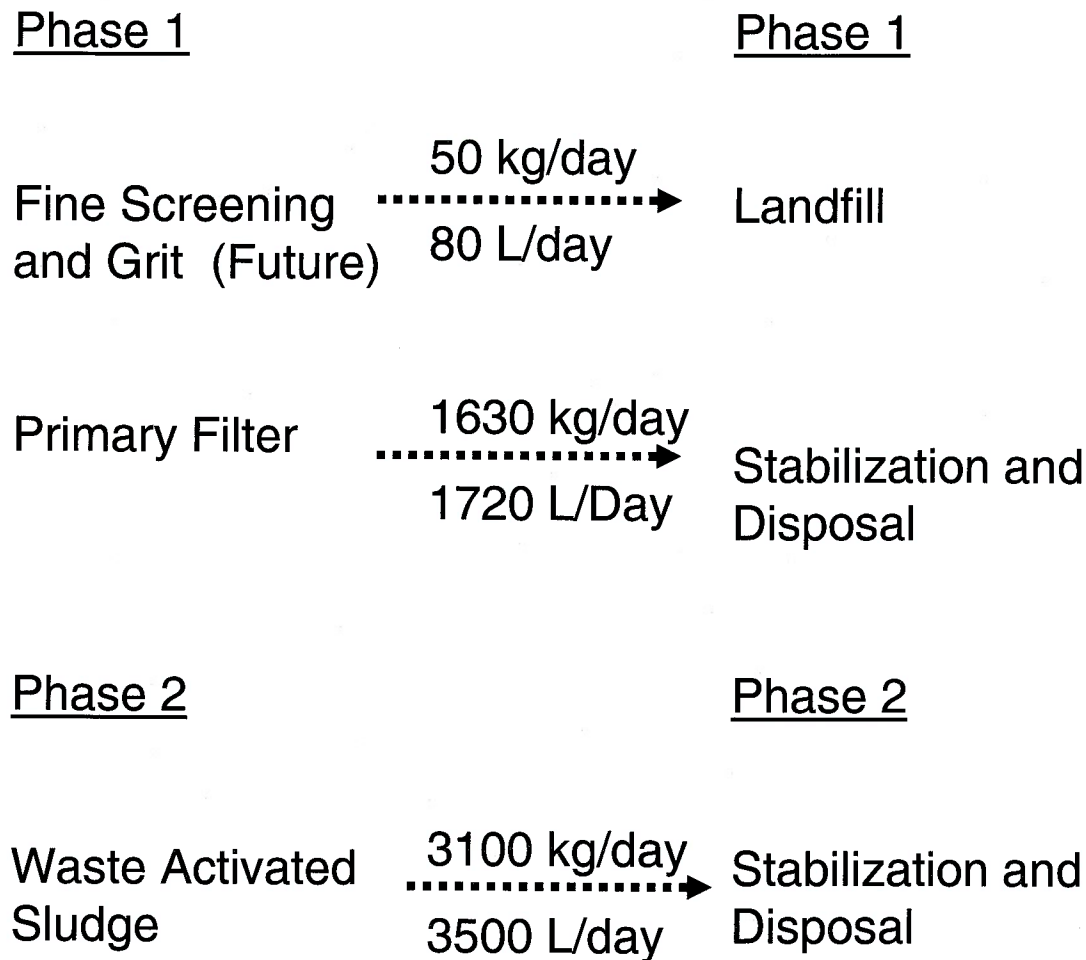 Phase 1
Phase 1
50 kg/day
Fine Screening
and Grit (Future)
80 L/day
Landfill
Primary Filter
1630 kg/day
1720 L/Day
Stabilization and
Disposal
Phase 2
Phase 2
Waste Activated
Sludge
3100 kg/day
3500 L/day
Stabilization and
Disposal